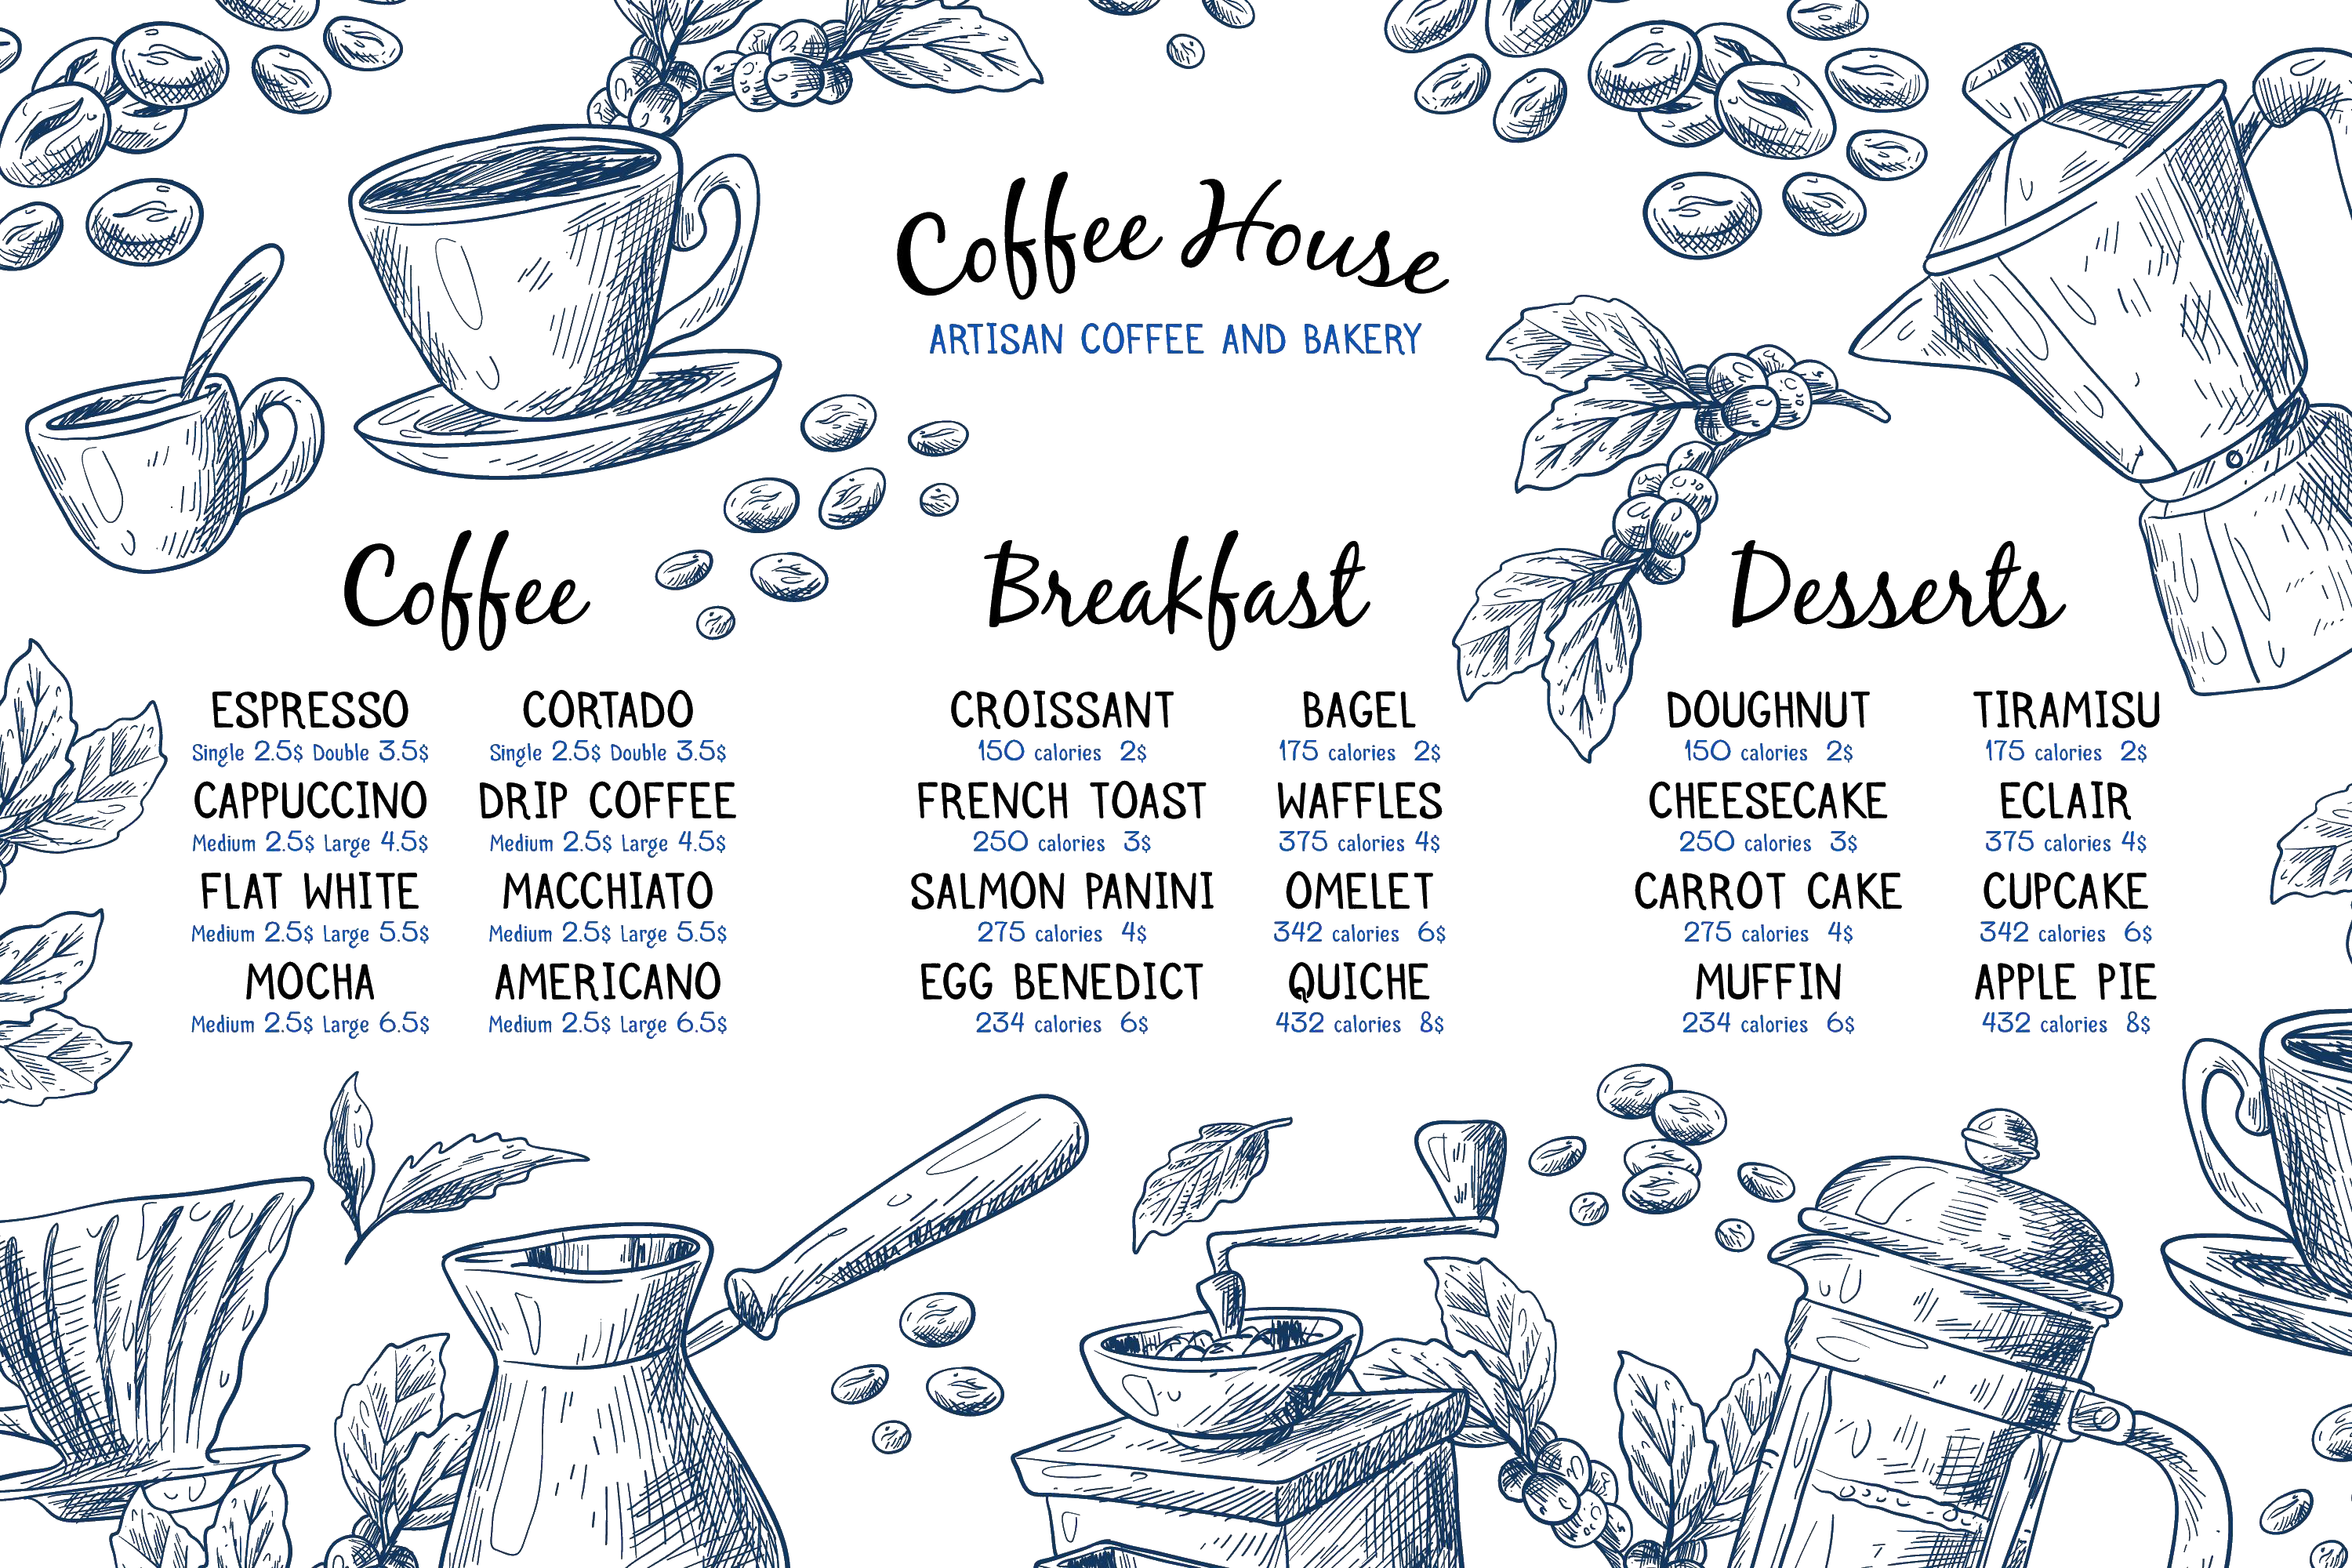 Coffee House
ARTISAN COFFEE AND BAKERY
Coffee
ESPRESSO
Single 2.5$ Double 3.5$
CAPPUCCINO
Medium 2.5$ Large 4.5$
FLAT WHITE
Medium 2.5$ Large 5.5$
MOCHA
Medium 2.5$ Large 6.5$
CORTADO
Single 2.5$ Double 3.5$
DRIP COFFEE
Medium 2.5$ Large 4.5$
MACCHIATO
Medium 2.5$ Large 5.5$
AMERICANO
Medium 2.5$ Large 6.5$
Breakfast
CROISSANT
150 calories 2$
FRENCH TOAST
250 calories 3$
SALMON PANINI
275 calories 4$
EGG BENEDICT
234 calories 6$
BAGEL
175 calories 2$
WAFFLES
375 calories 4$
OMELET
342 calories 6$
QUICHE
432 calories 8$
Desserts
DOUGHNUT
150 calories 2$
CHEESECAKE
250 calories 3$
CARROT CAKE
275 calories 4$
MUFFIN
234 calories 6$
TIRAMISU
175 calories 2$
ECLAIR
375 calories 4$
CUPCAKE
342 calories 6$
APPLE PIE
432 calories 8$